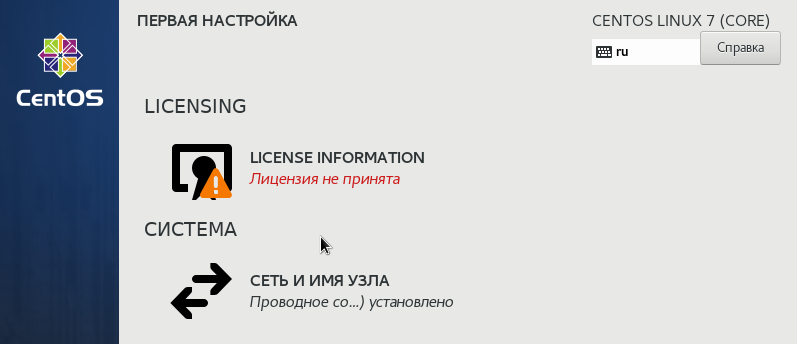 ПЕРВАЯ НАСТРОЙКА
CENTOS LINUX 7 (CORE)
ru
Справка
CentOS
LICENSING
LICENSE INFORMATION
Лицензия не принята
СИСТЕМА
СЕТЬ И ИМЯ УЗЛА
Проводное со...) установлено